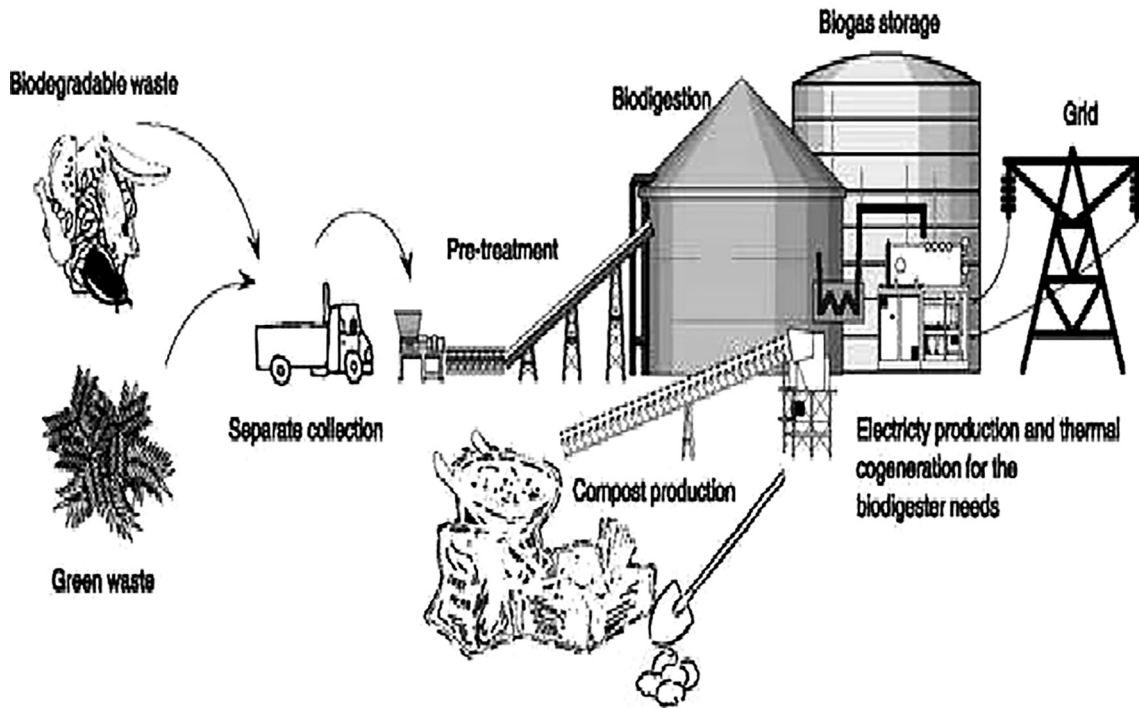 Biogas storage
Biodegradable waste
Biodigestion
Grid
Pre-treatment
Separate collection
Electricty production and thermal
cogeneration for the
biodigester needs
Compost production
Green waste